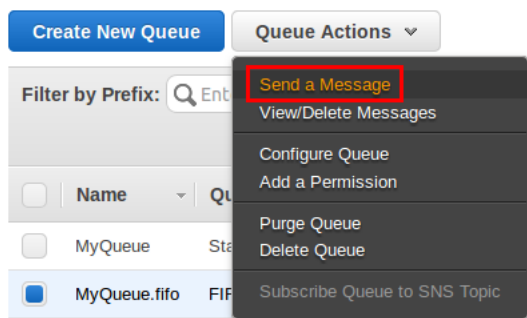 Create New Queue
Queue Actions
Filter by Prefix:
Send a Message
View/Delete Messages
Configure Queue
Add a Permission
Name
Purge Queue
Delete Queue
MyQueue
MyQueue.fifo
Subscribe Queue to SNS Topic